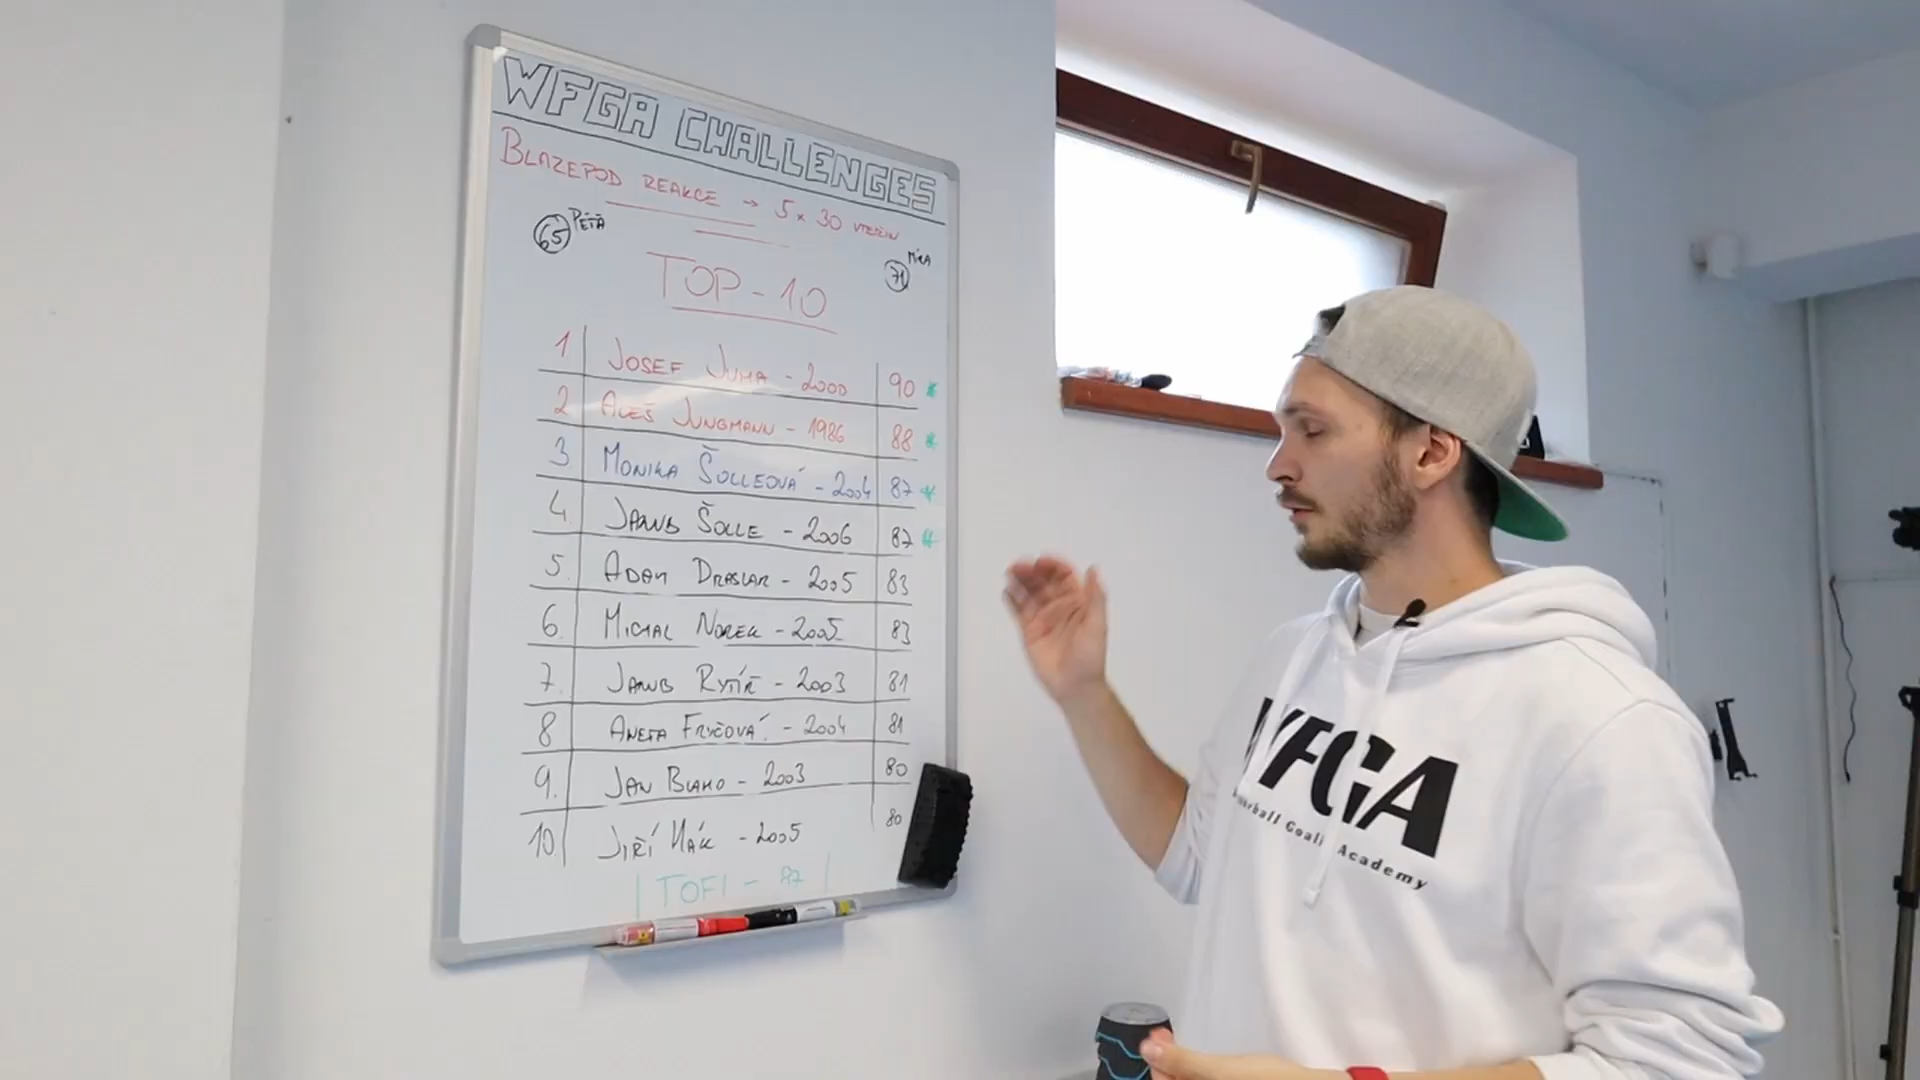 WFGA CHALLENGES
BLAZEPOD REAKCE → 5 x 30 VTEŘIN
65 PÉŤA
71 MÍRA
TOP-10
1 JOSEF JUHA - 2000 90 *
2 ALEŠ JUNGMANN - 1986 88 *
3 MONIKA ŠOLLEOVÁ - 2004 87 *
4 JAKUB ŠOLLE - 2006 87 *
5. ADAM DRASLAR - 2005 83
6. MICHAL NOREK - 2005 83
7. JAKUB RYTÍŘ - 2003 81
8 ANETA FRYČOVÁ - 2004 81
9. JAN BLAHO - 2003 80
10. JIŘÍ HÁK - 2005 80
TOFI - 87
WFGA
Goalie Academy